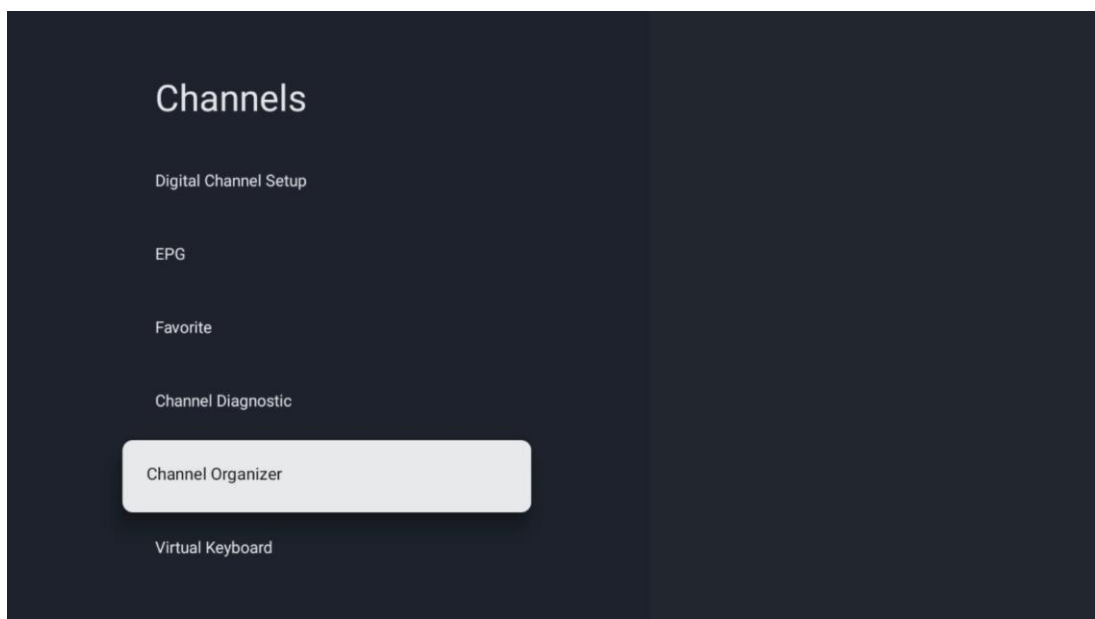 Channels
Digital Channel Setup
EPG
Favorite
Channel Diagnostic
Channel Organizer
Virtual Keyboard